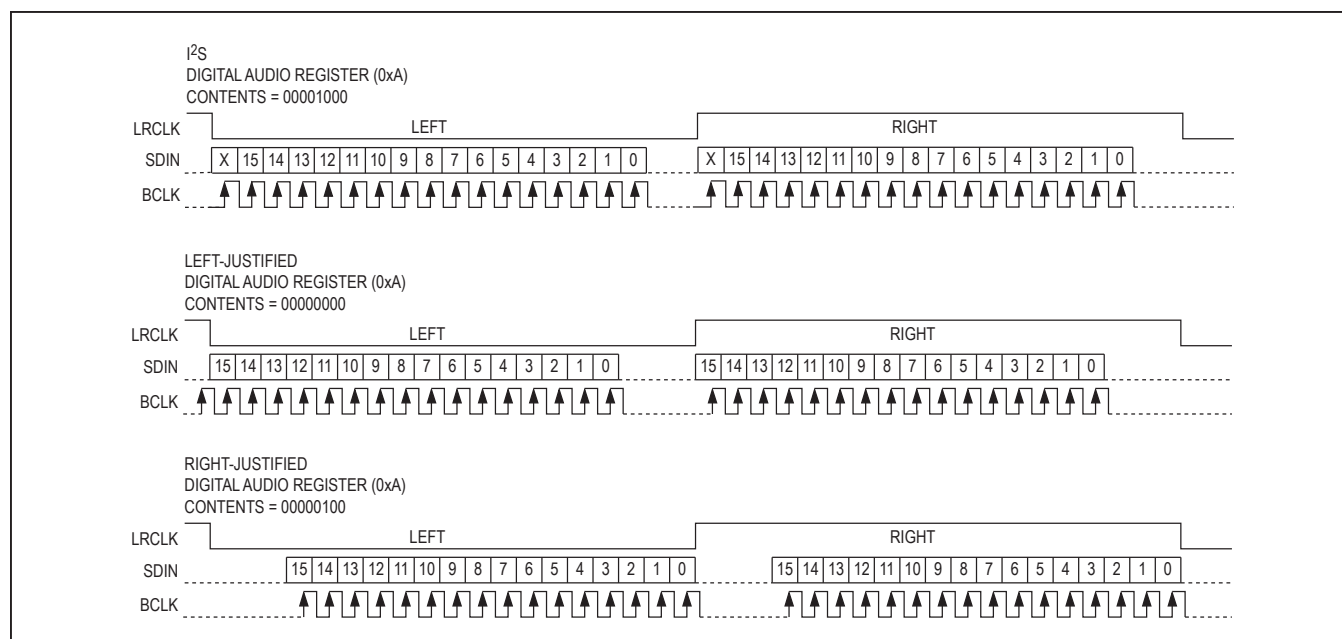 I²S
DIGITAL AUDIO REGISTER (0xA)
CONTENTS = 00001000
LRCLK LEFT RIGHT
SDIN X 15 14 13 12 11 10 9 8 7 6 5 4 3 2 1 0 X 15 14 13 12 11 10 9 8 7 6 5 4 3 2 1 0
BCLK
LEFT-JUSTIFIED
DIGITAL AUDIO REGISTER (0xA)
CONTENTS = 00000000
LRCLK LEFT RIGHT
SDIN 15 14 13 12 11 10 9 8 7 6 5 4 3 2 1 0 15 14 13 12 11 10 9 8 7 6 5 4 3 2 1 0
BCLK
RIGHT-JUSTIFIED
DIGITAL AUDIO REGISTER (0xA)
CONTENTS = 00000100
LRCLK LEFT RIGHT
SDIN 15 14 13 12 11 10 9 8 7 6 5 4 3 2 1 0 15 14 13 12 11 10 9 8 7 6 5 4 3 2 1 0
BCLK